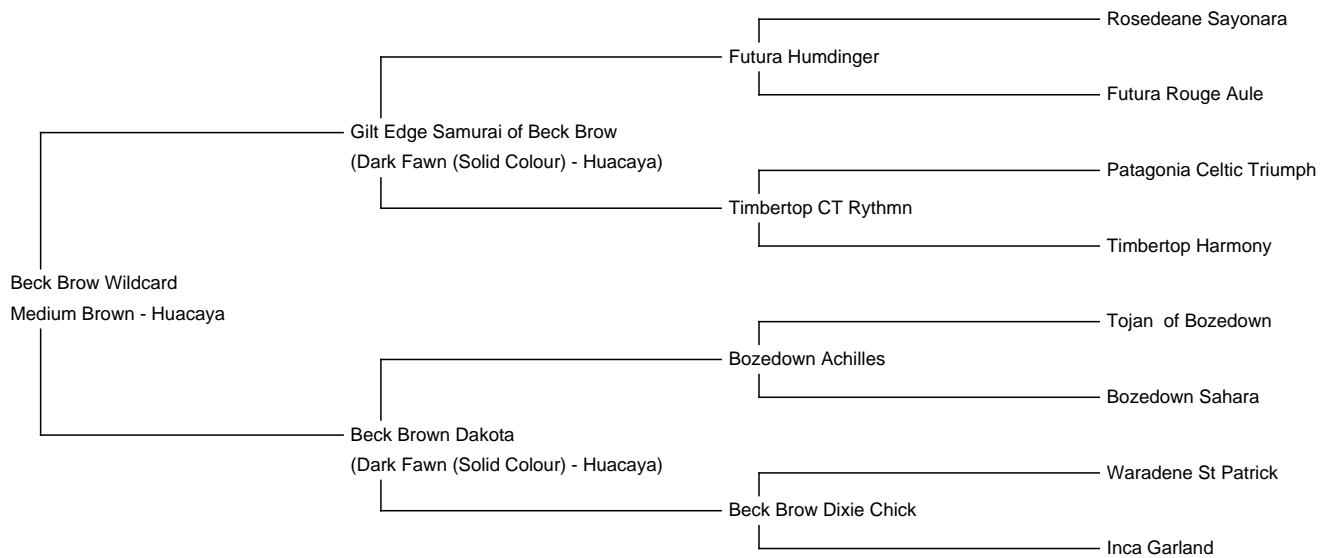 Rosedeane Sayonara
Futura Humdinger
Futura Rouge Aule
Gilt Edge Samurai of Beck Brow
(Dark Fawn (Solid Colour) - Huacaya)
Patagonia Celtic Triumph
Timbertop CT Rythmn
Timbertop Harmony
Beck Brow Wildcard
Medium Brown - Huacaya
Tojan of Bozedown
Bozedown Achilles
Bozedown Sahara
Beck Brown Dakota
(Dark Fawn (Solid Colour) - Huacaya)
Waradene St Patrick
Beck Brow Dixie Chick
Inca Garland